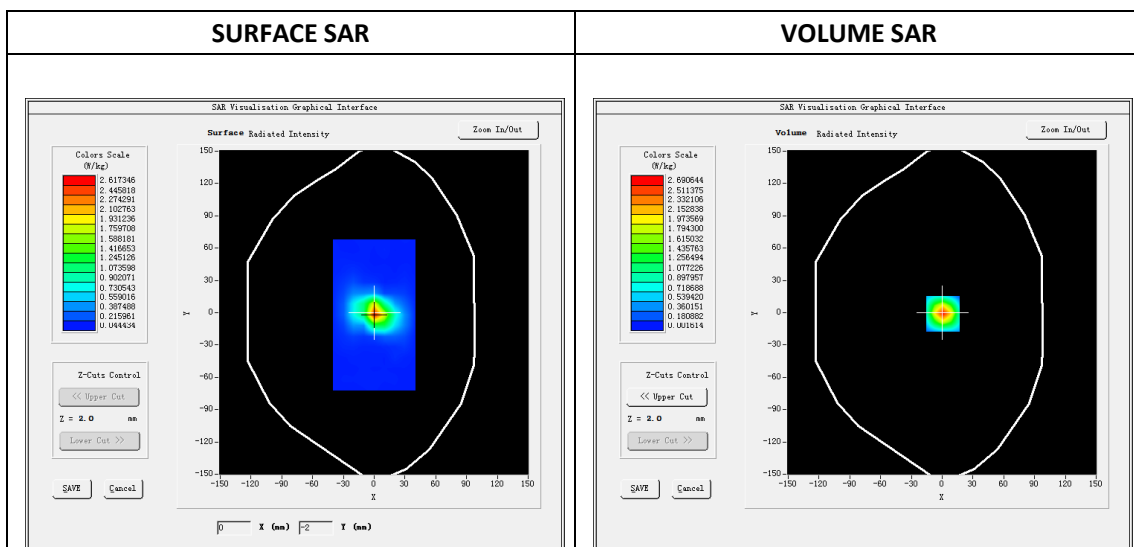 SURFACE SAR
SAR Visualisation Graphical Interface
Surface Radiated Intensity
Zoom In/Out
Colors Scale
(W/kg)
2.617346
2.445818
2.274291
2.102763
1.931236
1.759708
1.588181
1.416653
1.245126
1.073598
0.902071
0.730543
0.559016
0.387488
0.215961
0.044434
Z-Cuts Control
<< Upper Cut
Z = 2.0 mm
Lower Cut >>
SAVE Cancel
150
120
90
60
30
0
-30
-60
-90
-120
-150
Y
-150 -120 -90 -60 -30 0 30 60 90 120 150
X
0 X (mm) -2 Y (mm)
VOLUME SAR
SAR Visualisation Graphical Interface
Volume Radiated Intensity
Zoom In/Out
Colors Scale
(W/kg)
2.690644
2.511375
2.332106
2.152838
1.973569
1.794300
1.615032
1.435763
1.256494
1.077226
0.897957
0.718688
0.539420
0.360151
0.180882
0.001614
Z-Cuts Control
<< Upper Cut
Z = 2.0 mm
Lower Cut >>
SAVE Cancel
150
120
90
60
30
0
-30
-60
-90
-120
-150
Y
-150 -120 -90 -60 -30 0 30 60 90 120 150
X